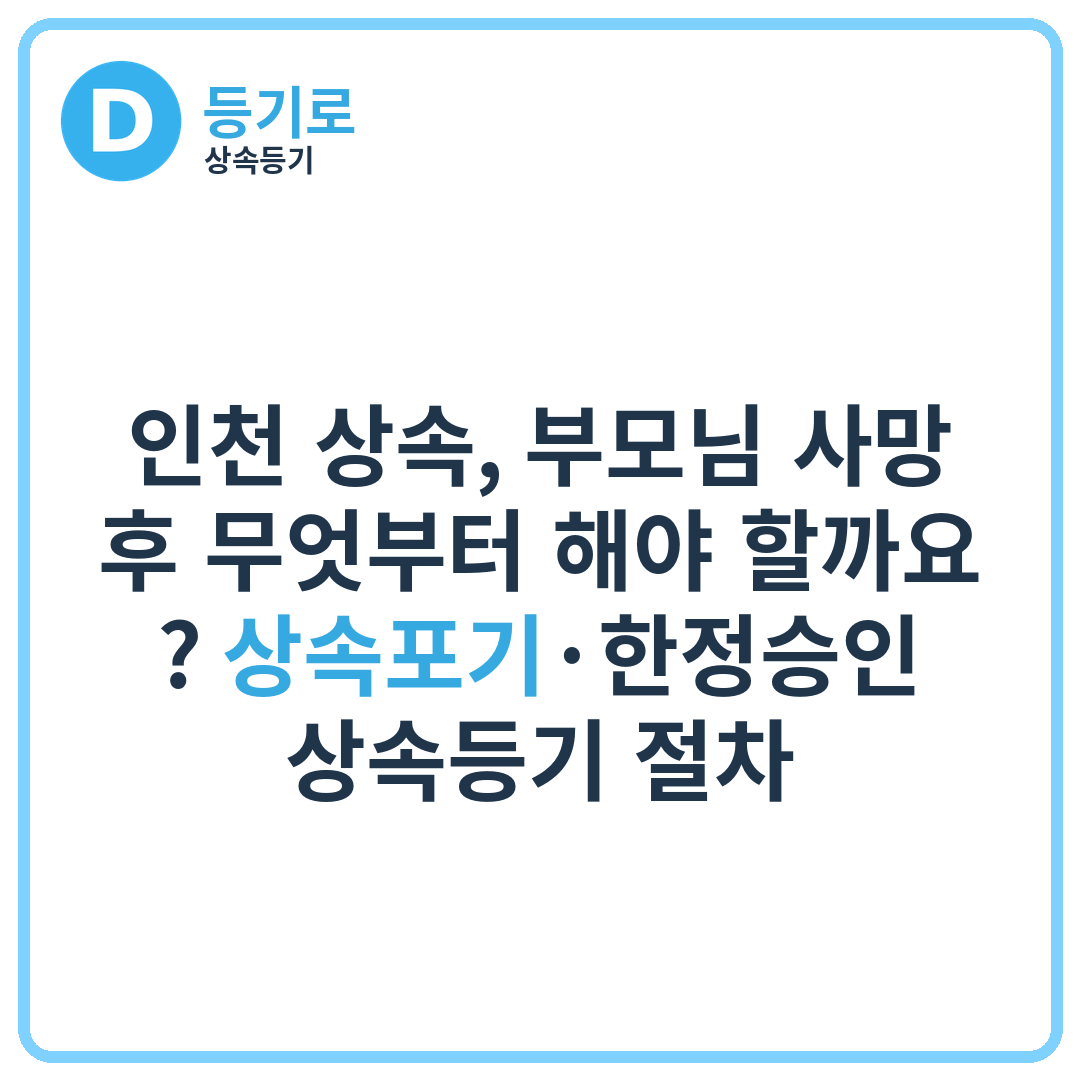 D
등기로
상속등기
인천 상속, 부모님 사망
후 무엇부터 해야 할까요
? 상속포기·한정승인
상속등기 절차